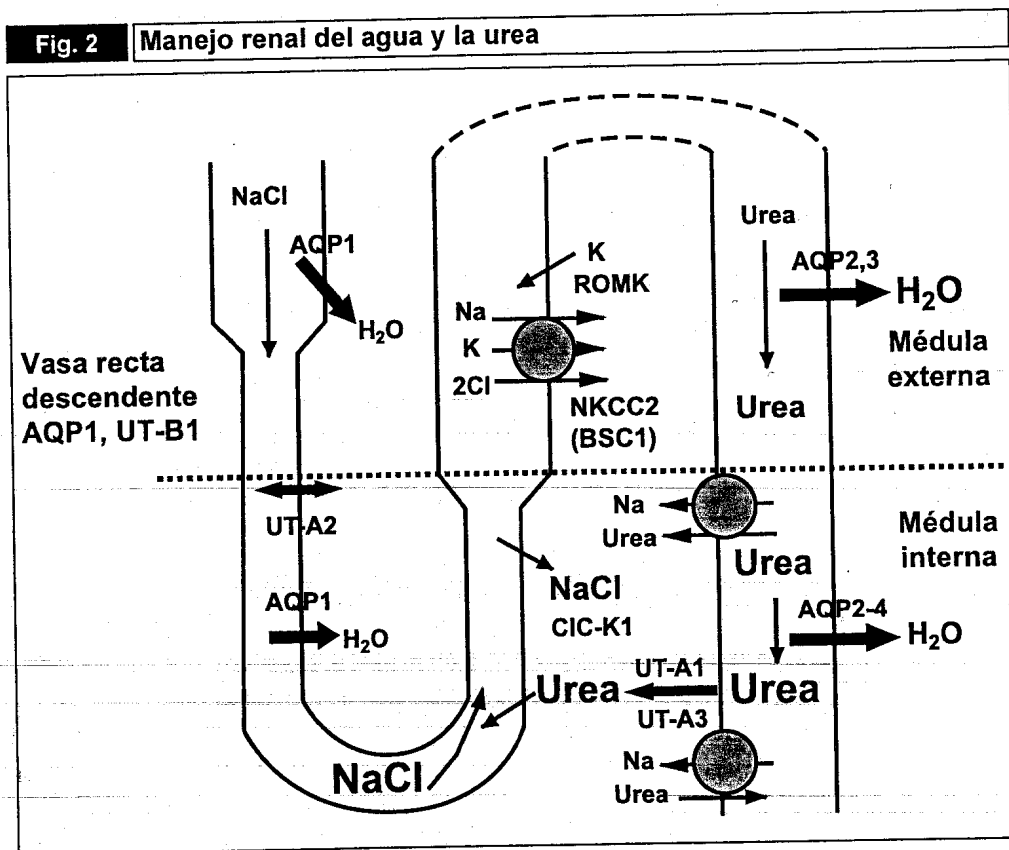 Fig. 2
Manejo renal del agua y la urea
NaCl
AQP1
H₂O
Vasa recta
descendente
AQP1, UT-B1
K
ROMK
Na
K
2Cl
NKCC2
(BSC1)
Urea
AQP2,3
H₂O
Médula
externa
Urea
UT-A2
AQP1
H₂O
NaCl
NaCl
ClC-K1
Urea
UT-A1
UT-A3
Na
Urea
Urea
Médula
interna
AQP2-4
H₂O
Urea
Na
Urea